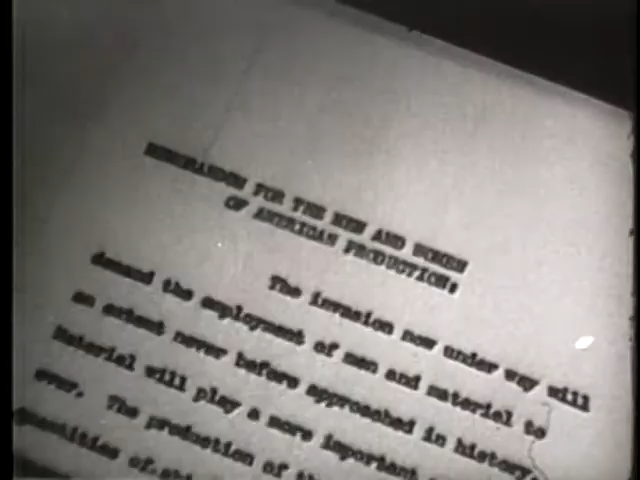 MEMORANDUM FOR THE MEN AND WOMEN
OF AMERICAN PRODUCTION:
The invasion now under way will
demand the employment of men and material to
an extent never before approached in history.
Material will play a more important
ever. The production of
quantities of